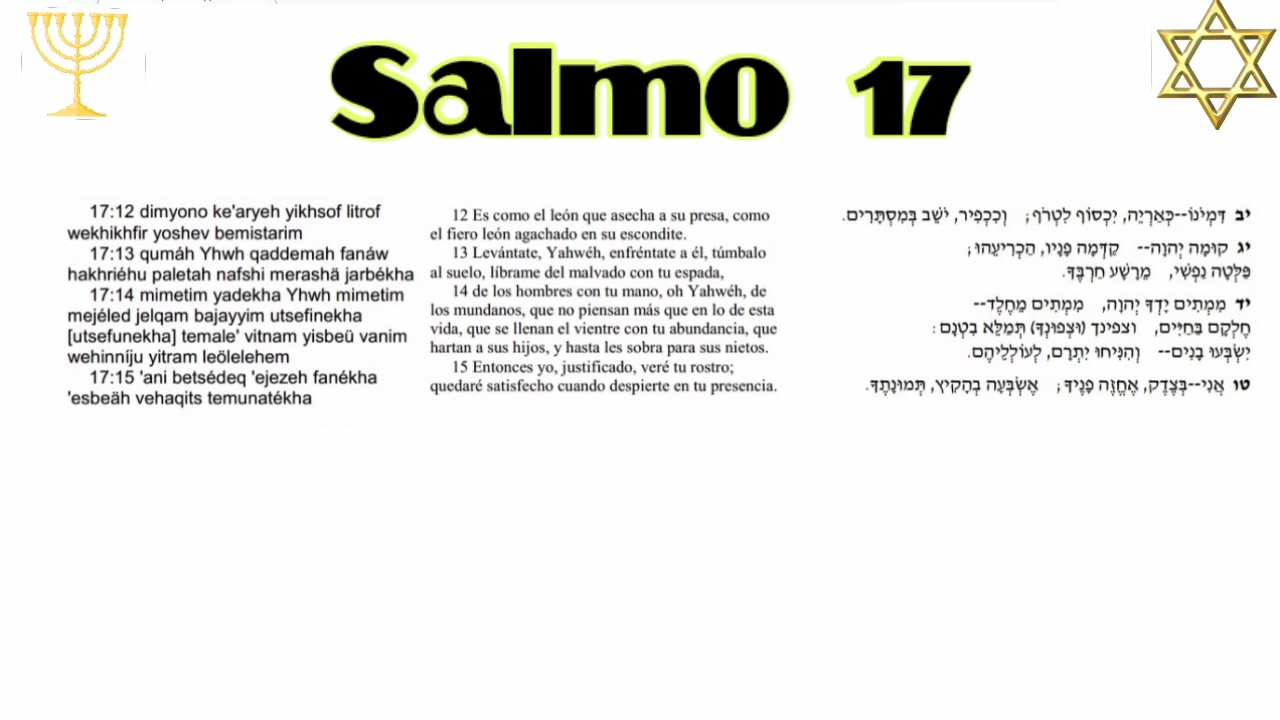 Salmo 17
17:12 dimyono ke'aryeh yikhsof litrof
wekhikhfir yoshev bemistarim
17:13 qumáh Yhwh qaddemah fanáw
hakhriéhu paletah nafshi merashä jarbékha
17:14 mimetim yadekha Yhwh mimetim
mejéled jelqam bajayyim utsefinekha
[utsefunekha] temale' vitnam yisbeü vanim
wehinníju yitram leölelehem
17:15 'ani betsédeq 'ejezeh fanékha
'esbeäh vehaqits temunatékha
12 Es como el león que asecha a su presa, como
el fiero león agachado en su escondite.
13 Levántate, Yahwéh, enfréntate a él, túmbalo
al suelo, líbrame del malvado con tu espada,
14 de los hombres con tu mano, oh Yahwéh, de
los mundanos, que no piensan más que en lo de esta
vida, que se llenan el vientre con tu abundancia, que
hartan a sus hijos, y hasta les sobra para sus nietos.
15 Entonces yo, justificado, veré tu rostro;
quedaré satisfecho cuando despierte en tu presencia.
יב דִּמְיֹנוֹ--כְּאַרְיֵה, יִכְסוֹף לִטְרֹף; וְכִכְפִיר, יֹשֵׁב בְּמִסְתָּרִים.
יג קוּמָה יְהוָה-- קַדְּמָה פָנָיו, הַכְרִיעֵהוּ;
פַּלְּטָה נַפְשִׁי, מֵרָשָׁע חַרְבֶּךָ.
יד מִמְתִים יָדְךָ יְהוָה, מִמְתִים מֵחֶלֶד--
חֶלְקָם בַּחַיִּים, וצפינך (וּצְפוּנְךָ) תְּמַלֵּא בִטְנָם:
יִשְׂבְּעוּ בָנִים-- וְהִנִּיחוּ יִתְרָם, לְעוֹלְלֵיהֶם.
טו אֲנִי--בְּצֶדֶק, אֶחֱזֶה פָנֶיךָ; אֶשְׂבְּעָה בְהָקִיץ, תְּמוּנָתֶךָ.